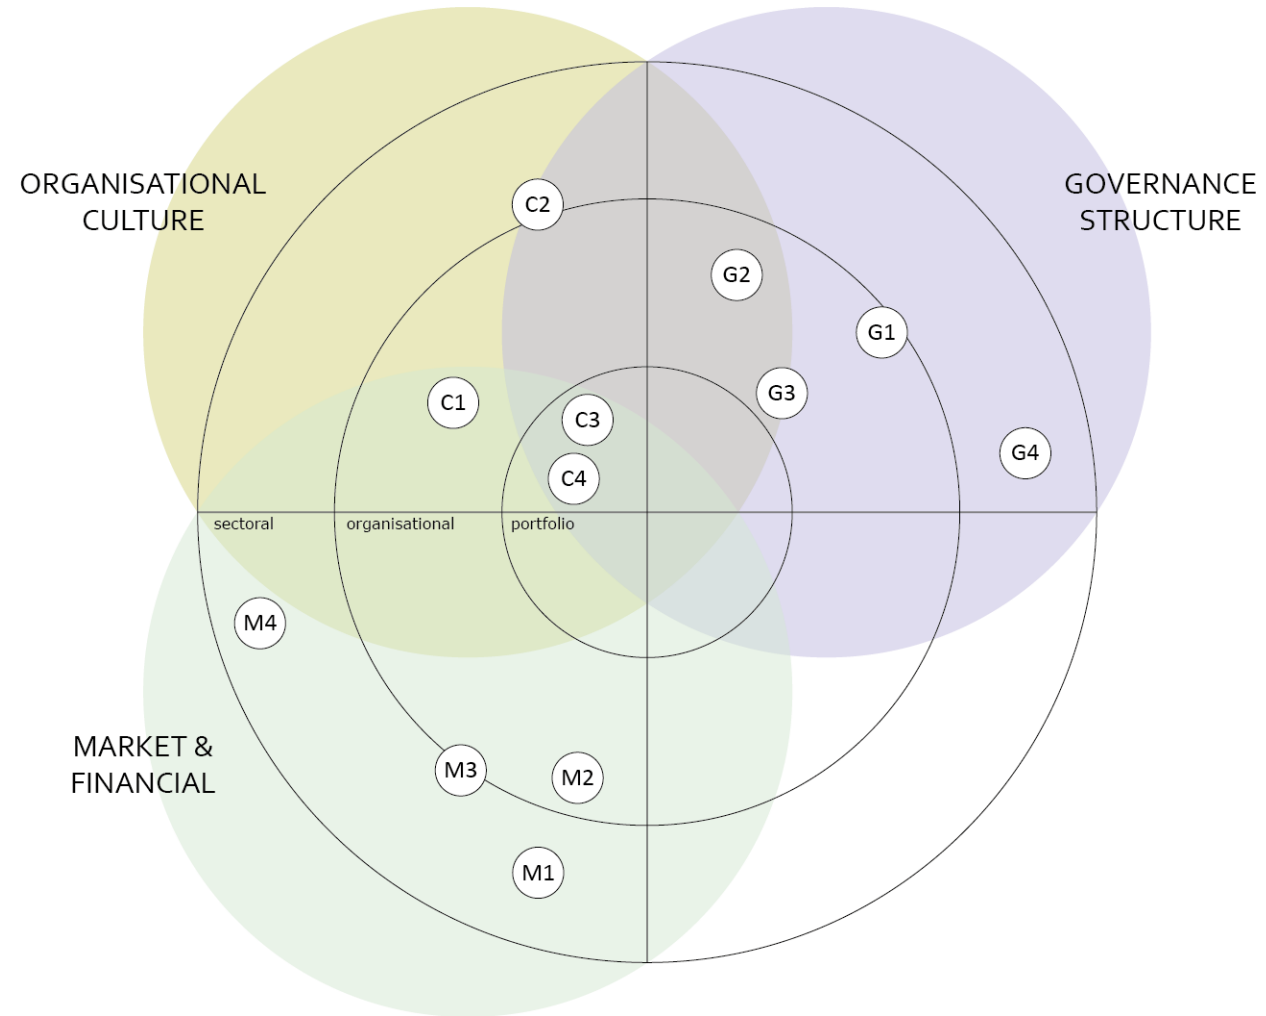 ORGANISATIONAL
CULTURE
GOVERNANCE
STRUCTURE
C2
G2
G1
G3
C1
C3
G4
C4
sectoral
organisational
portfolio
M4
MARKET &
FINANCIAL
M3
M2
M1